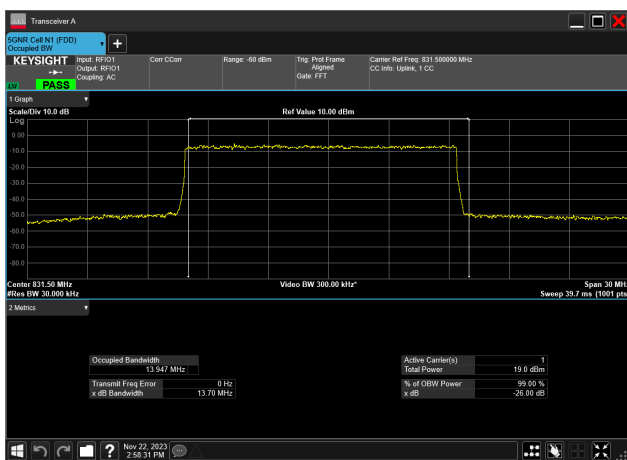 Transceiver A
5GNR Cell N1 (FDD)
Occupied BW
KEYSIGHT
PASS
Input: RFIO1
Output: RFIO1
Coupling: AC
Corr CCorr
Range: -60 dBm
Trig: Prot Frame
Aligned
Gate: FFT
Carrier Ref Freq: 831.500000 MHz
CC Info: Uplink, 1 CC
1 Graph
Scale/Div 10.0 dB
Ref Value 10.00 dBm
Log
0.00
-10.0
-20.0
-30.0
-40.0
-50.0
-60.0
-70.0
-80.0
Center 831.50 MHz
Video BW 300.00 kHz*
Span 30 MH
#Res BW 30.000 kHz
Sweep 39.7 ms (1001 pts
2 Metrics
Occupied Bandwidth
13.947 MHz
Transmit Freq Error 0 Hz
x dB Bandwidth 13.70 MHz
Active Carrier(s) 1
Total Power 19.0 dBm
% of OBW Power 99.00 %
x dB -26.00 dB
?
Nov 22, 2023
2:58:31 PM